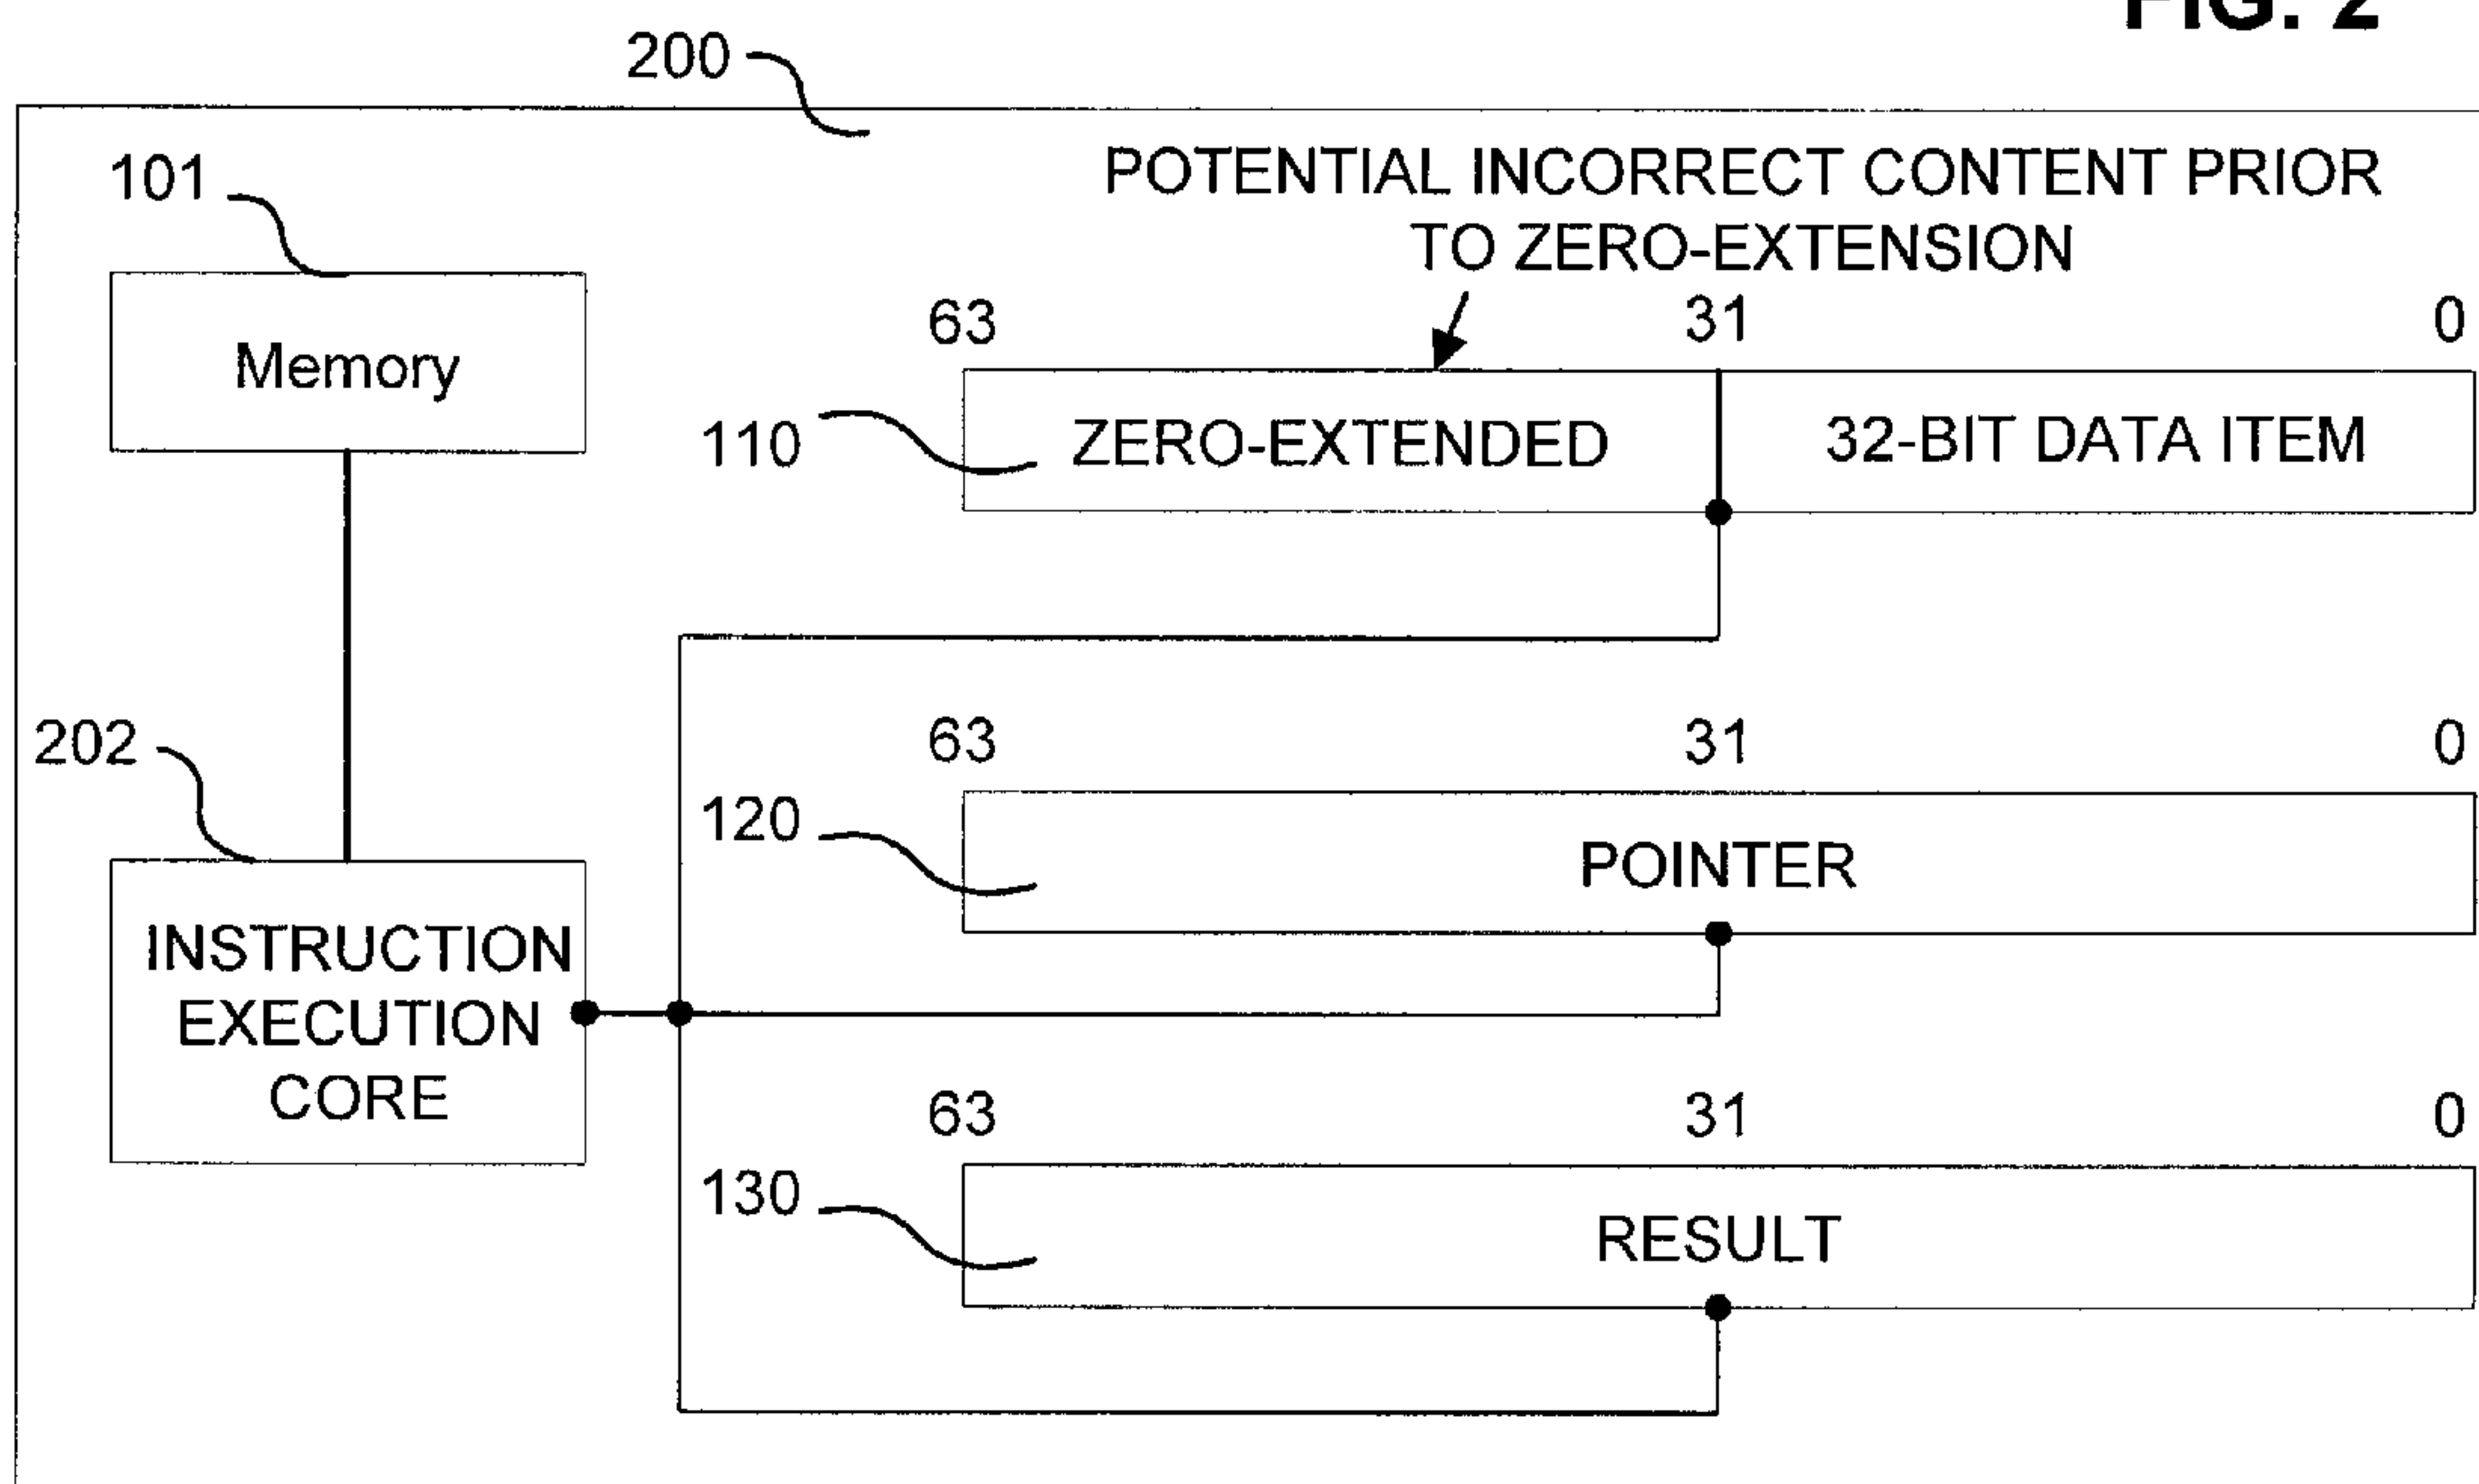 FIG. 2
200
POTENTIAL INCORRECT CONTENT PRIOR
TO ZERO-EXTENSION
101
Memory
63 31 0
110
ZERO-EXTENDED 32-BIT DATA ITEM
202
INSTRUCTION
EXECUTION
CORE
63 31 0
120
POINTER
63 31 0
130
RESULT